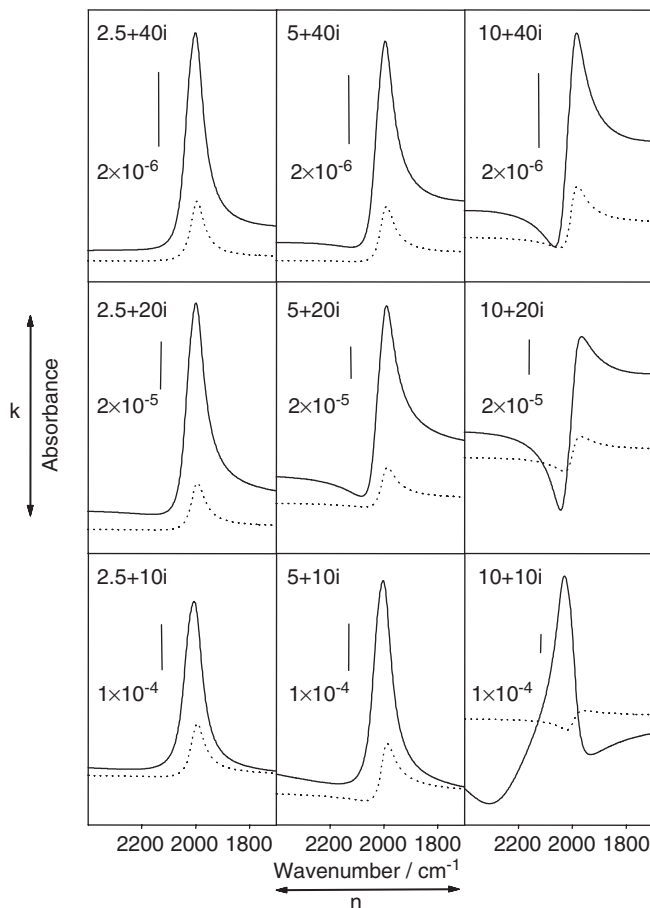 2.5+40i
5+40i
10+40i
2×10⁻⁶
2×10⁻⁶
2×10⁻⁶
2.5+20i
5+20i
10+20i
2×10⁻⁵
2×10⁻⁵
2×10⁻⁵
k
Absorbance
2.5+10i
5+10i
10+10i
1×10⁻⁴
1×10⁻⁴
1×10⁻⁴
2200 2000 1800
2200 2000 1800
2200 2000 1800
Wavenumber / cm⁻¹
n